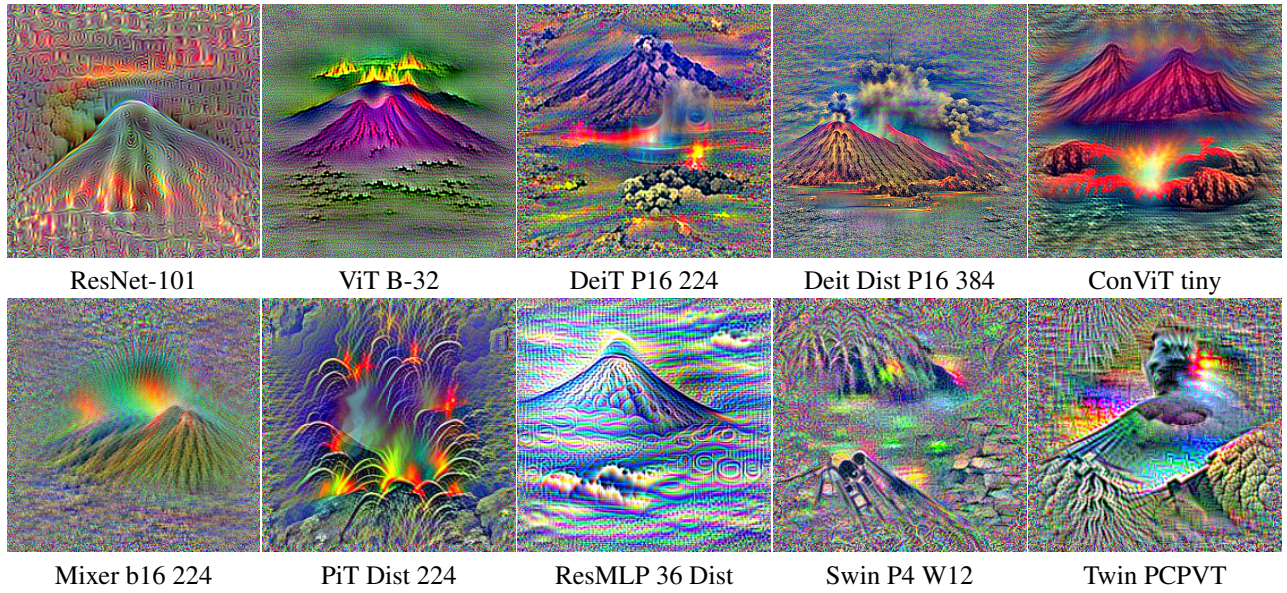 ResNet-101 ViT B-32 DeiT P16 224 Deit Dist P16 384 ConViT tiny
Mixer b16 224 PiT Dist 224 ResMLP 36 Dist Swin P4 W12 Twin PCPVT